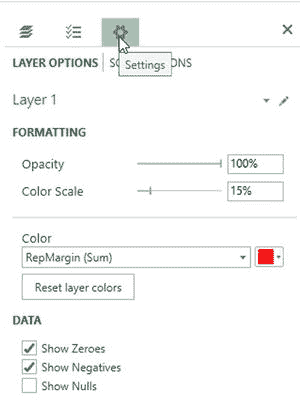 LAYER OPTIONS
Settings
Layer 1
FORMATTING
Opacity 100%
Color Scale 15%
Color
RepMargin (Sum)
Reset layer colors
DATA
Show Zeroes
Show Negatives
Show Nulls